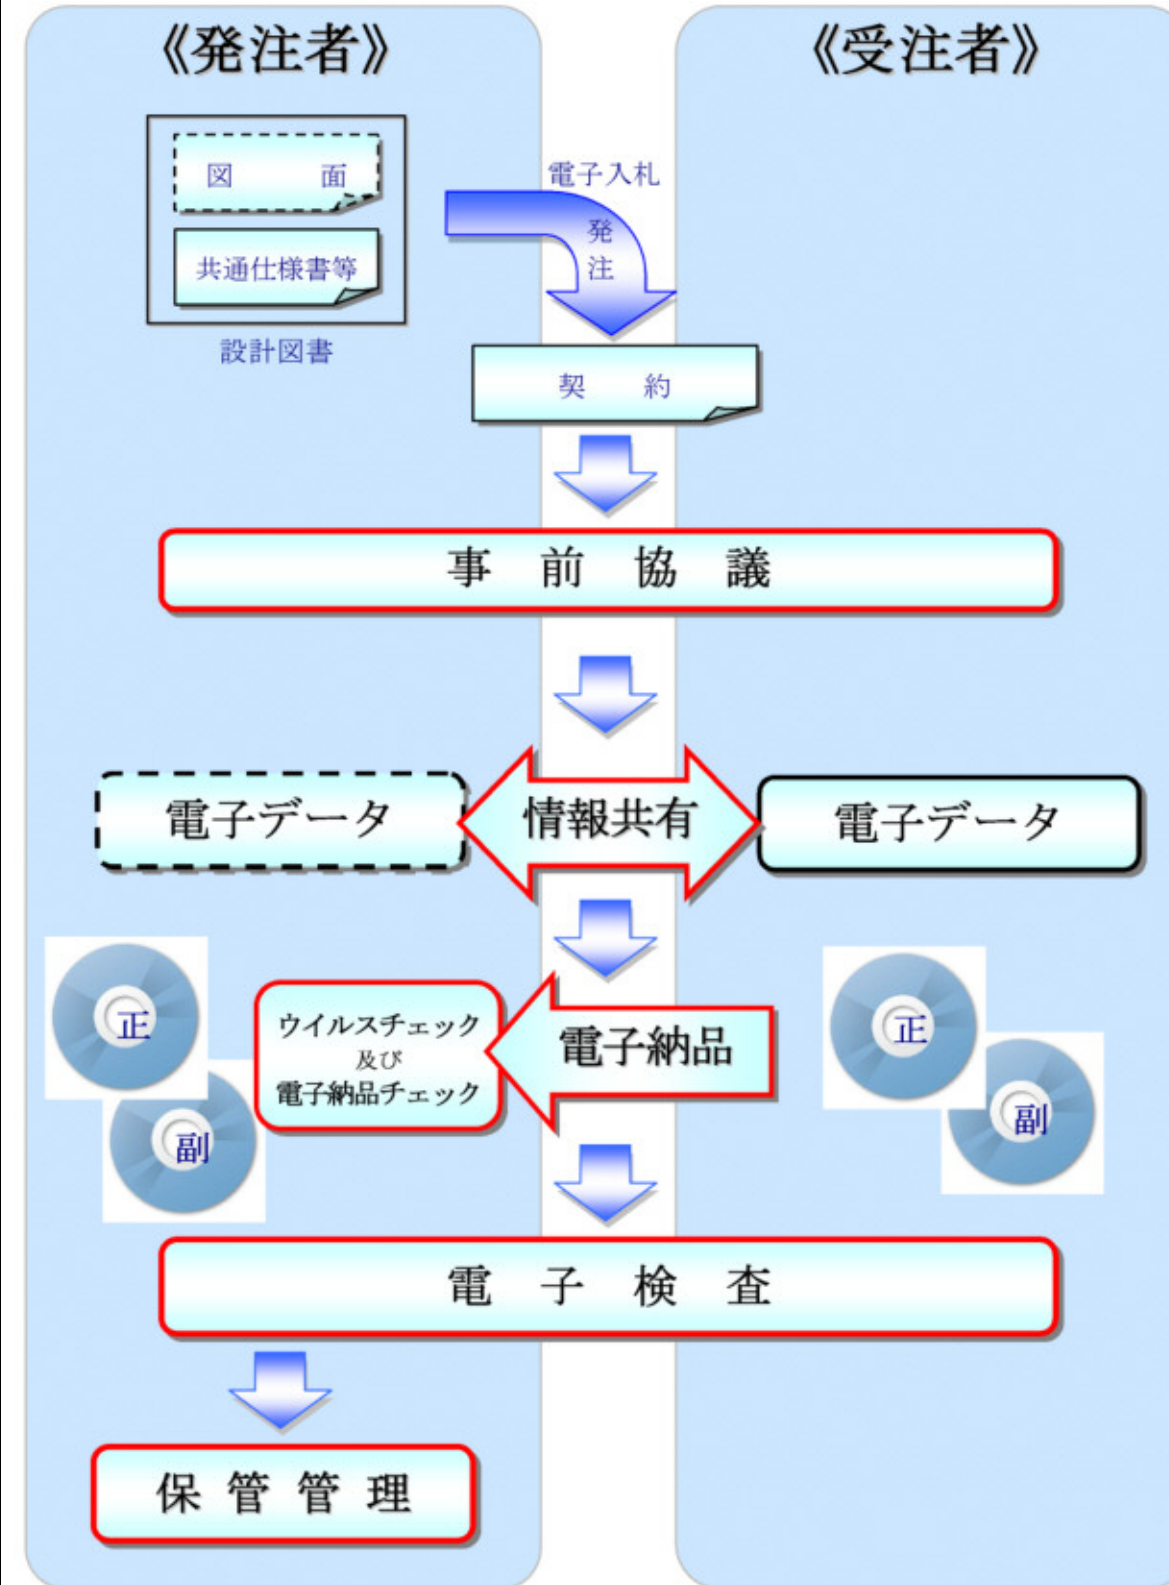 《発注者》
《受注者》
図　面
共通仕様書等
設計図書
電子入札
発
注
契　約
事　前　協　議
電子データ
情報共有
電子データ
正
副
ウイルスチェック
及び
電子納品チェック
電子納品
正
副
電　子　検　査
保 管 管 理